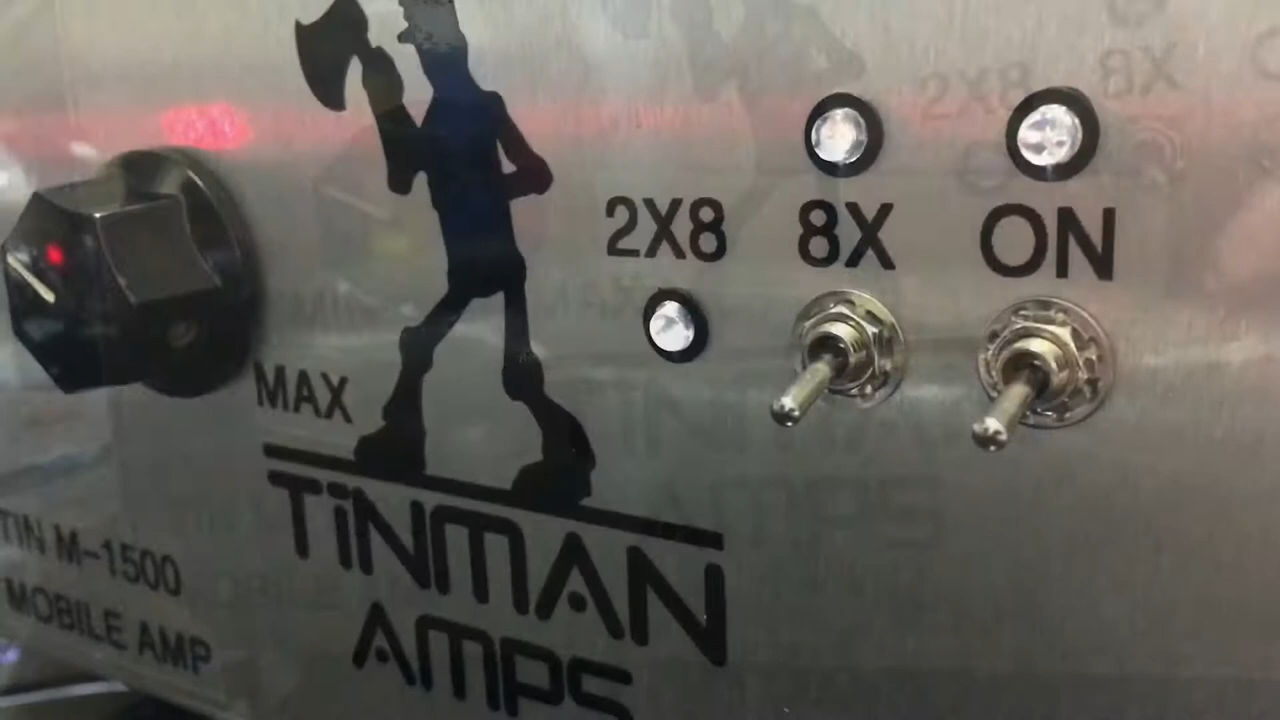 2X8 8X ON
MAX
TiNMAN
AMPS
TIN M-1500
MOBILE AMP